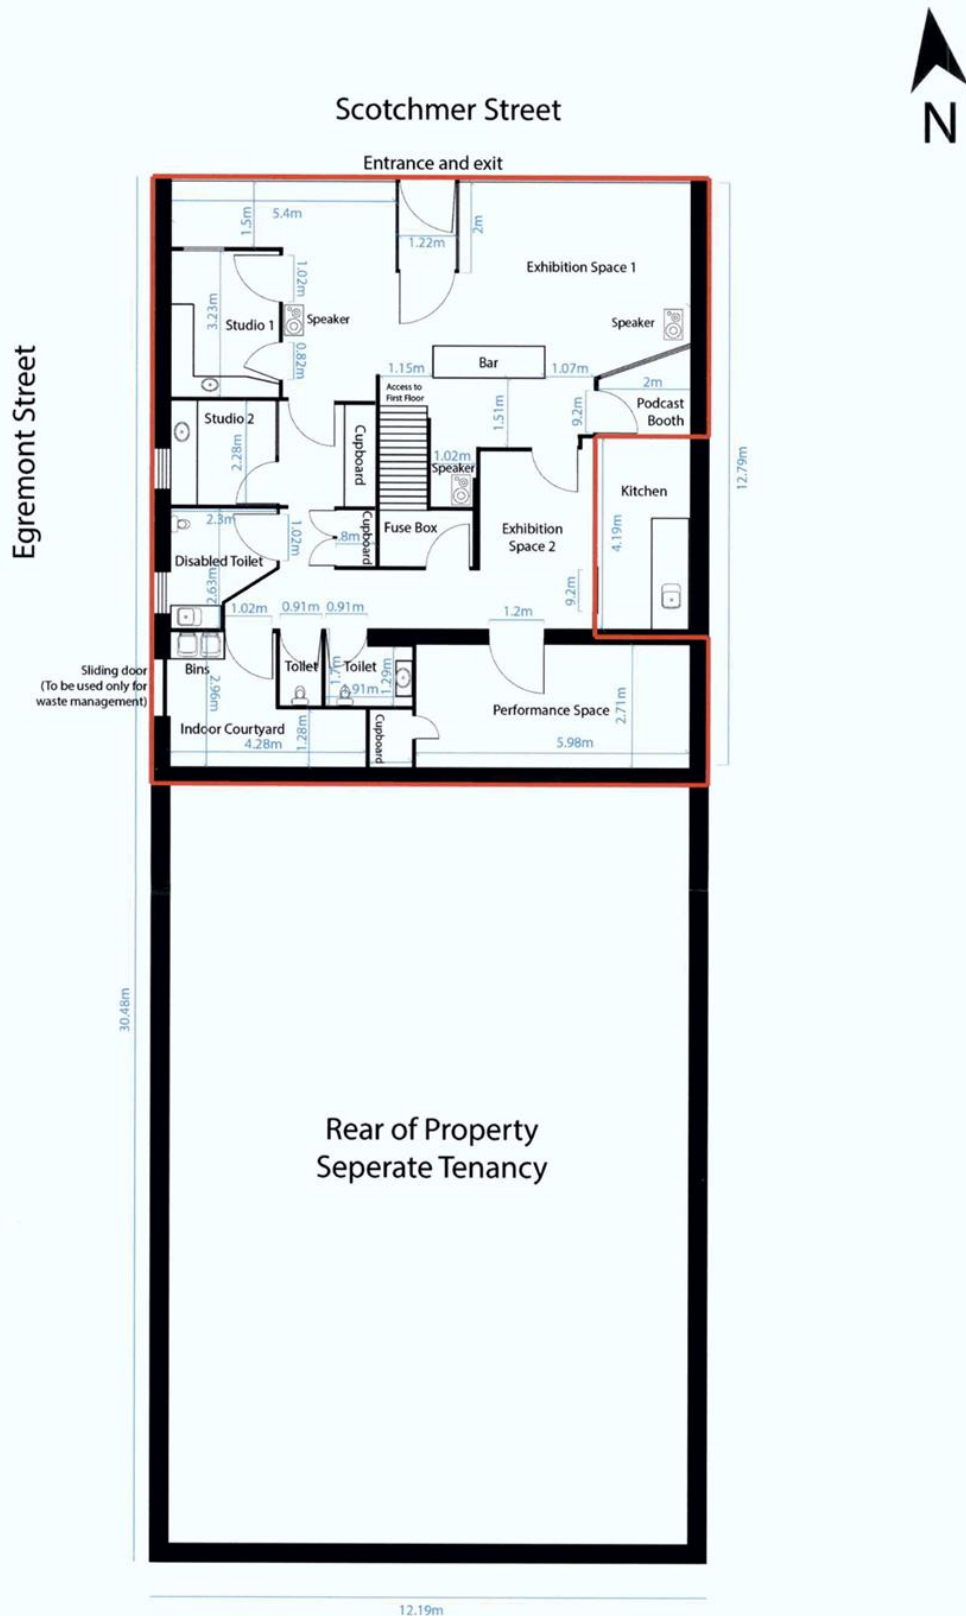 N
Scotchmer Street
Entrance and exit
5.4m
1.5m
1.22m
2m
Exhibition Space 1
1.02m
3.23m
Studio 1
Speaker
Speaker
0.82m
Egremont Street
1.15m
Bar
1.07m
Access to
First Floor
2m
Podcast
Booth
9.2m
1.51m
Studio 2
2.28m
Cupboard
1.02m
Speaker
12.79m
Kitchen
4.19m
2.3m
1.02m
.8m
Cupboard
Fuse Box
Exhibition
Space 2
Disabled Toilet
2.63m
9.2m
1.02m
0.91m
0.91m
1.2m
Sliding door
(To be used only for
waste management)
Bins
2.96m
Toilet
Toilet
1.29m
.91m
Indoor Courtyard
4.28m
1.28m
Cupboard
Performance Space
2.71m
5.98m
30.48m
Rear of Property
Seperate Tenancy
12.19m